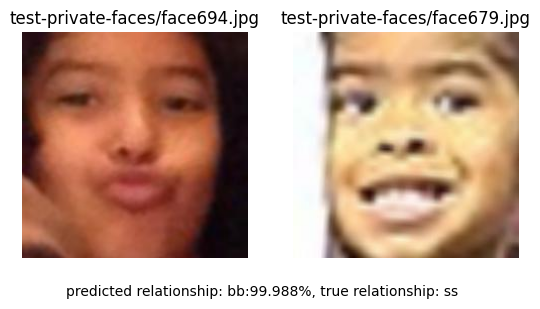 test-private-faces/face694.jpg test-private-faces/face679.jpg
predicted relationship: bb:99.988%, true relationship: ss